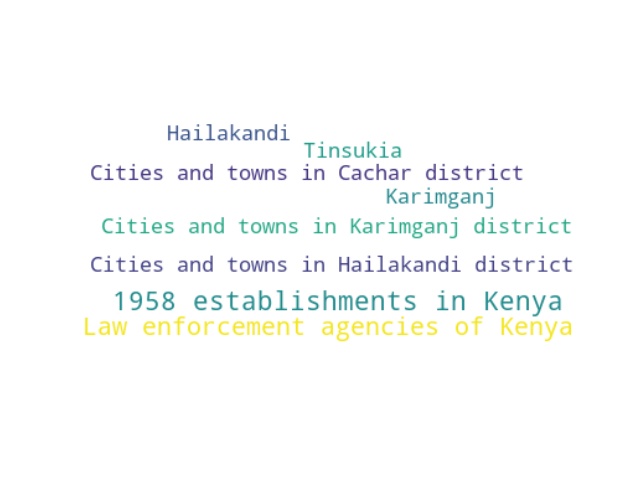 Hailakandi
Tinsukia
Cities and towns in Cachar district
Karimganj
Cities and towns in Karimganj district
Cities and towns in Hailakandi district
1958 establishments in Kenya
Law enforcement agencies of Kenya